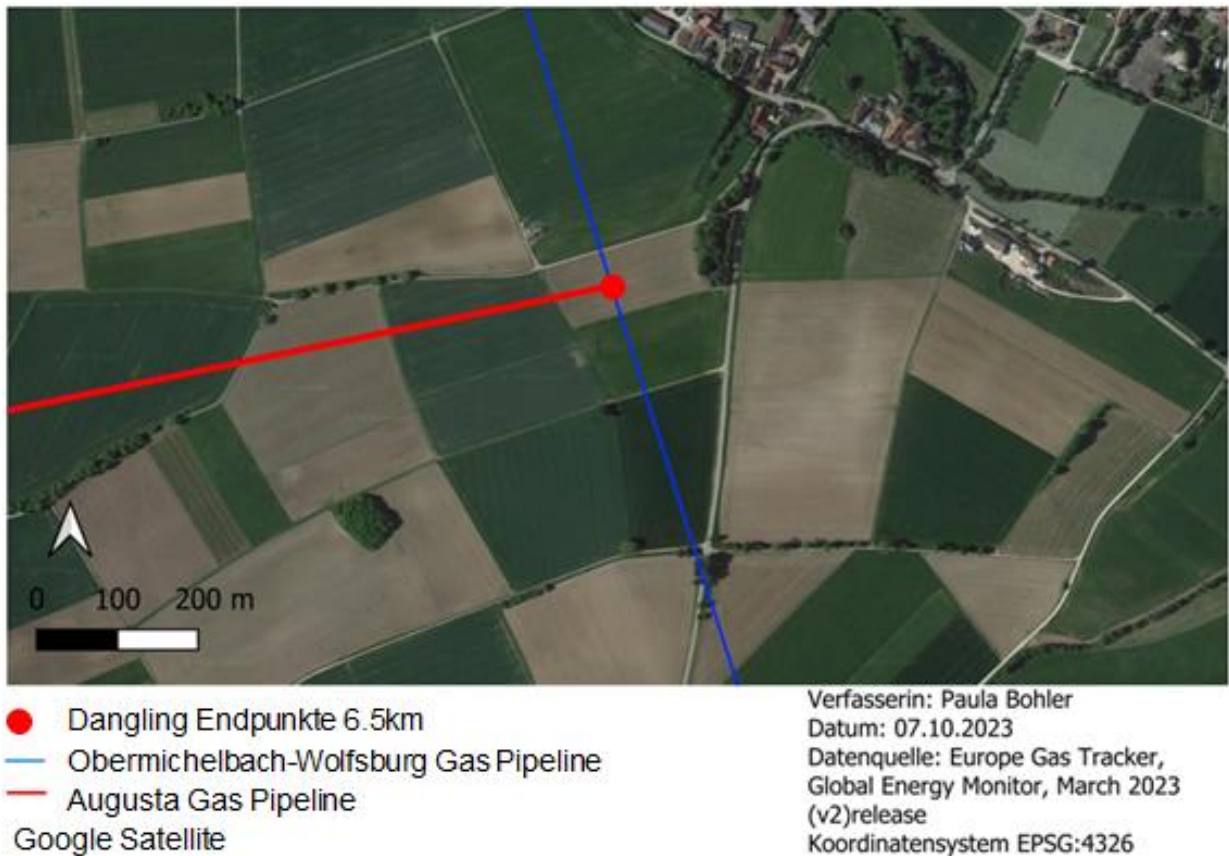 0 100 200 m
Dangling Endpunkte 6.5km
Obermichelbach-Wolfsburg Gas Pipeline
Augusta Gas Pipeline
Google Satellite
Verfasserin: Paula Bohler
Datum: 07.10.2023
Datenquelle: Europe Gas Tracker,
Global Energy Monitor, March 2023
(v2)release
Koordinatensystem EPSG:4326